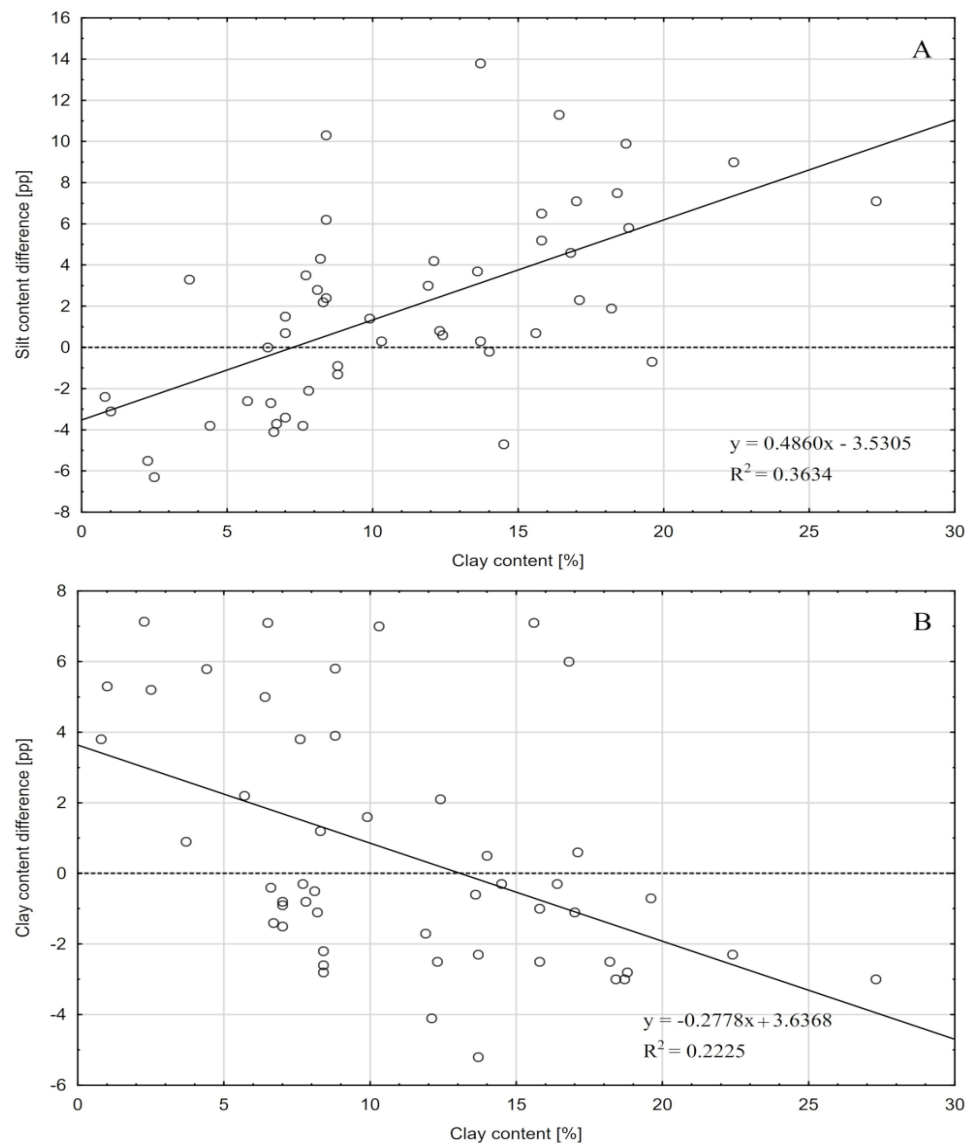 A
16
14
12
10
8
6
4
2
0
-2
-4
-6
-8
Silt content difference [pp]
y = 0.4860x - 3.5305
R² = 0.3634
0 5 10 15 20 25 30
Clay content [%]
B
8
6
4
2
0
-2
-4
-6
Clay content difference [pp]
y = -0.2778x + 3.6368
R² = 0.2225
0 5 10 15 20 25 30
Clay content [%]